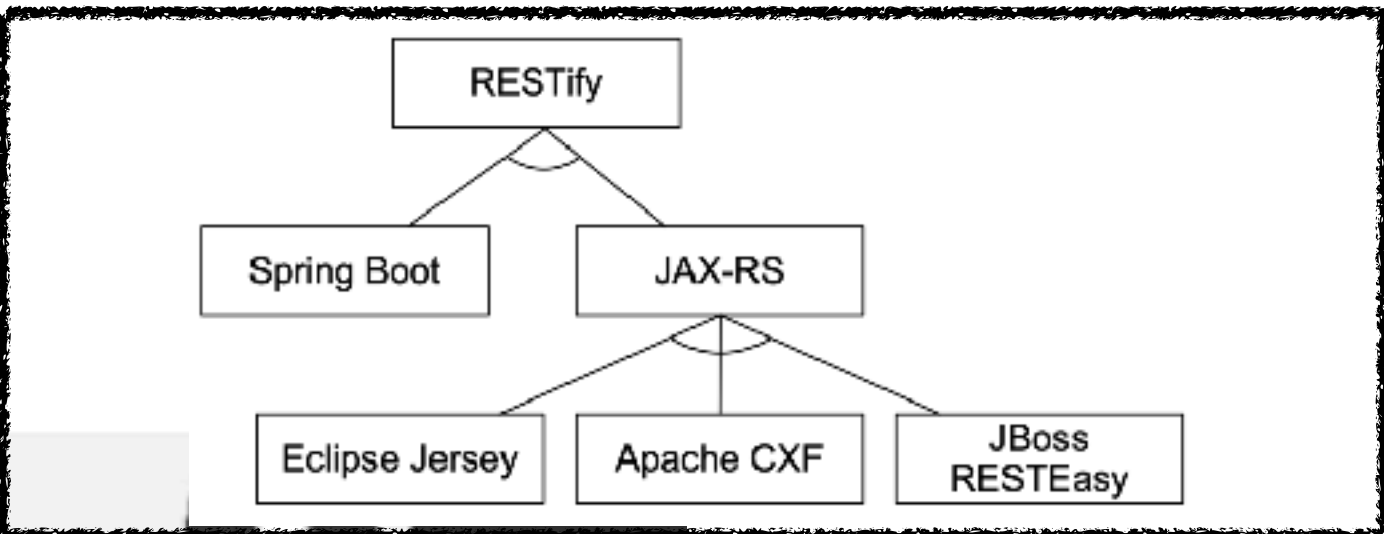 RESTify
Spring Boot
JAX-RS
Eclipse Jersey
Apache CXF
JBoss
RESTEasy